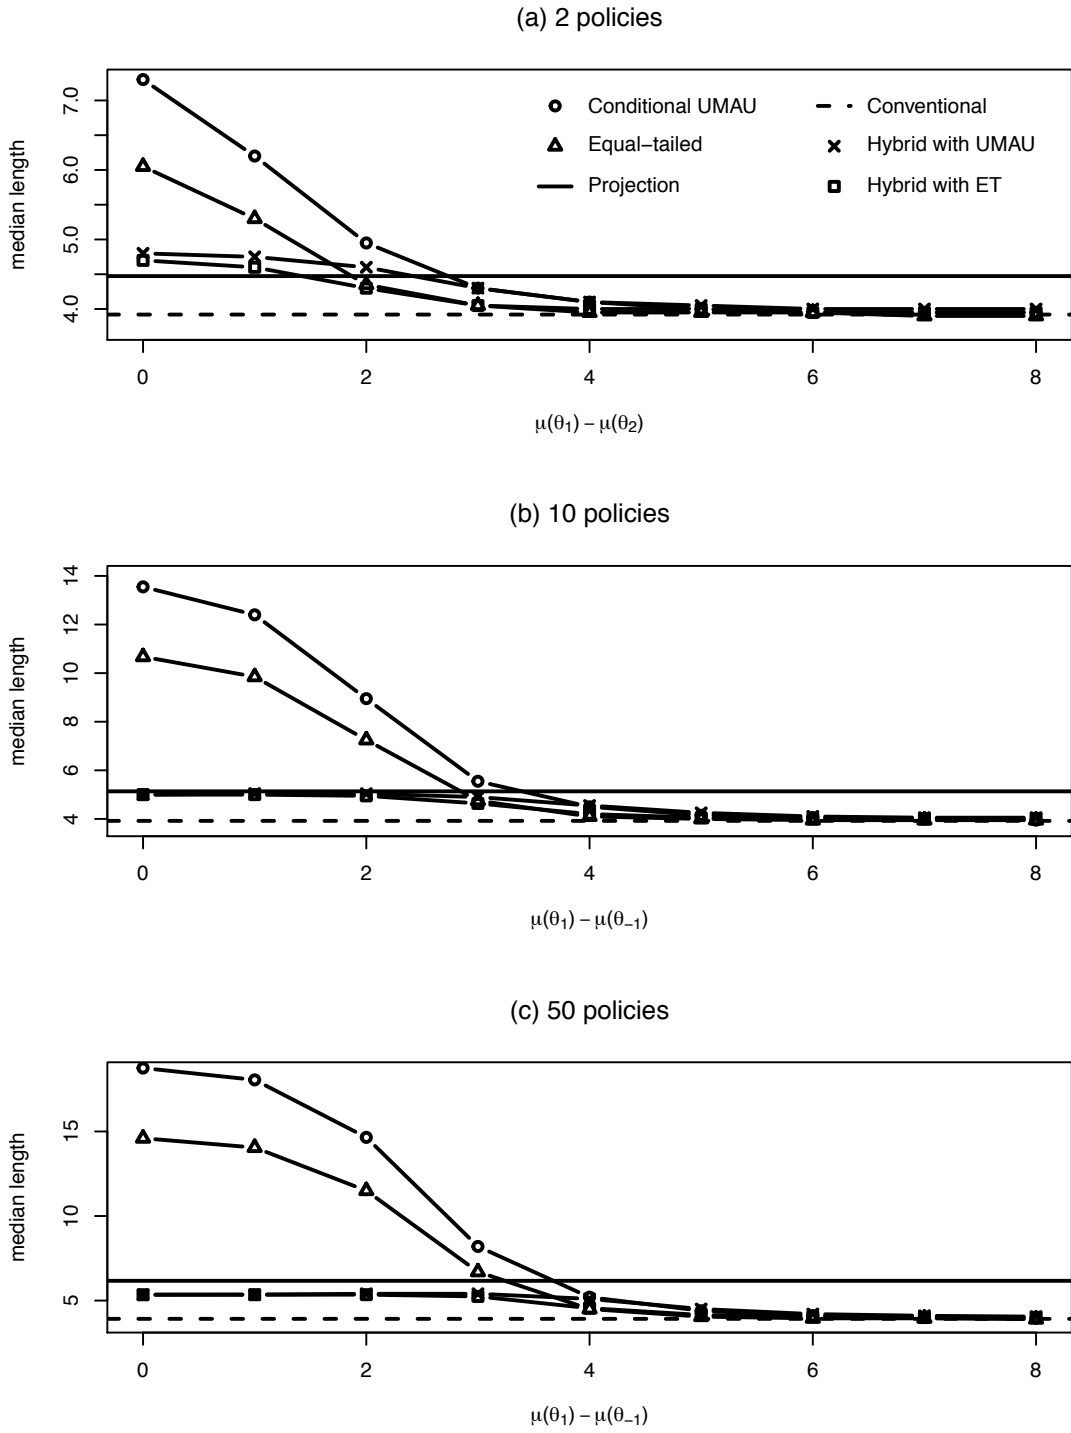 (a) 2 policies
median length
7.0
6.0
5.0
4.0
Conditional UMAU
Equal−tailed
Projection
Conventional
Hybrid with UMAU
Hybrid with ET
0 2 4 6 8
μ(θ1) − μ(θ2)
(b) 10 policies
median length
14
12
10
8
6
4
0 2 4 6 8
μ(θ1) − μ(θ−1)
(c) 50 policies
median length
15
10
5
0 2 4 6 8
μ(θ1) − μ(θ−1)